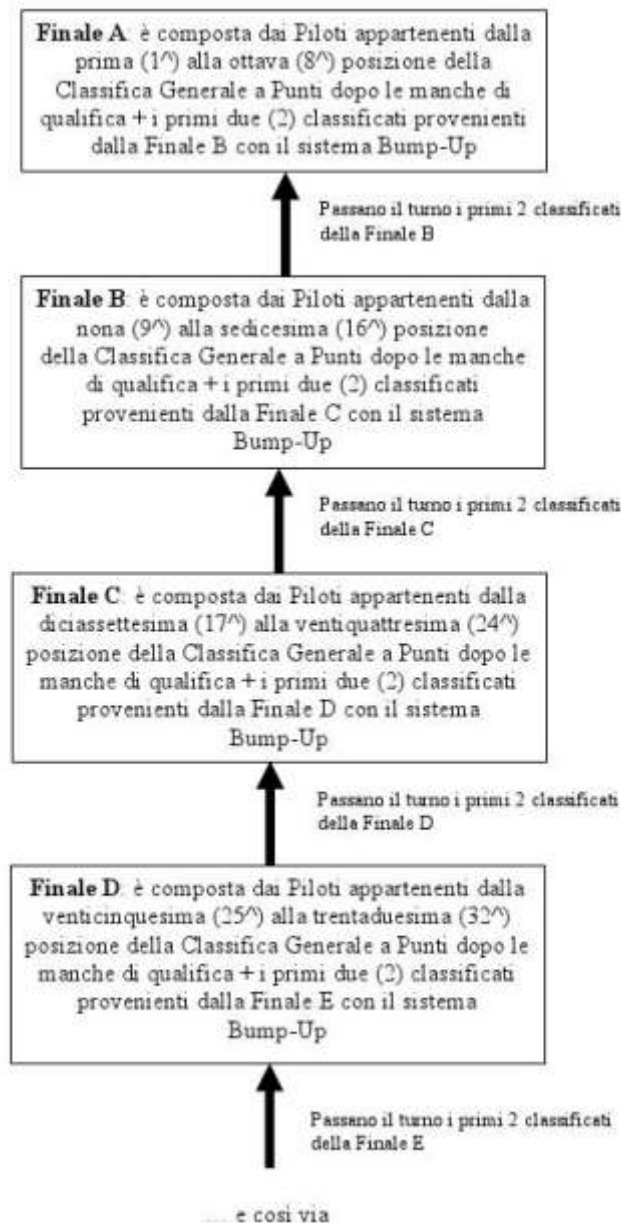 Finale A: è composta dai Piloti appartenenti dalla
prima (1^) alla ottava (8^) posizione della
Classifica Generale a Punti dopo le manche di
qualifica + i primi due (2) classificati provenienti
dalla Finale B con il sistema Bump-Up
Passano il turno i primi 2 classificati
della Finale B
Finale B: è composta dai Piloti appartenenti dalla
nona (9^) alla sedicesima (16^) posizione
della Classifica Generale a Punti dopo le manche
di qualifica + i primi due (2) classificati
provenienti dalla Finale C con il sistema
Bump-Up
Passano il turno i primi 2 classificati
della Finale C
Finale C: è composta dai Piloti appartenenti dalla
diciassettesima (17^) alla ventiquattresima (24^)
posizione della Classifica Generale a Punti dopo le
manche di qualifica + i primi due (2) classificati
provenienti dalla Finale D con il sistema
Bump-Up
Passano il turno i primi 2 classificati
della Finale D
Finale D: è composta dai Piloti appartenenti dalla
venticinquesima (25^) alla trentaduesima (32^)
posizione della Classifica Generale a Punti dopo le
manche di qualifica + i primi due (2) classificati
provenienti dalla Finale E con il sistema
Bump-Up
Passano il turno i primi 2 classificati
della Finale E
.... e così via